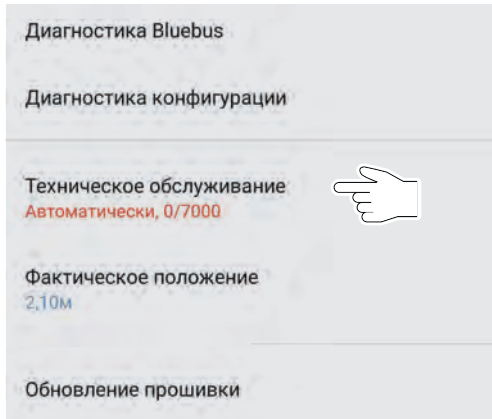 Диагностика Bluebus
Диагностика конфигурации
Техническое обслуживание
Автоматически, 0/7000
Фактическое положение
2,10м
Обновление прошивки